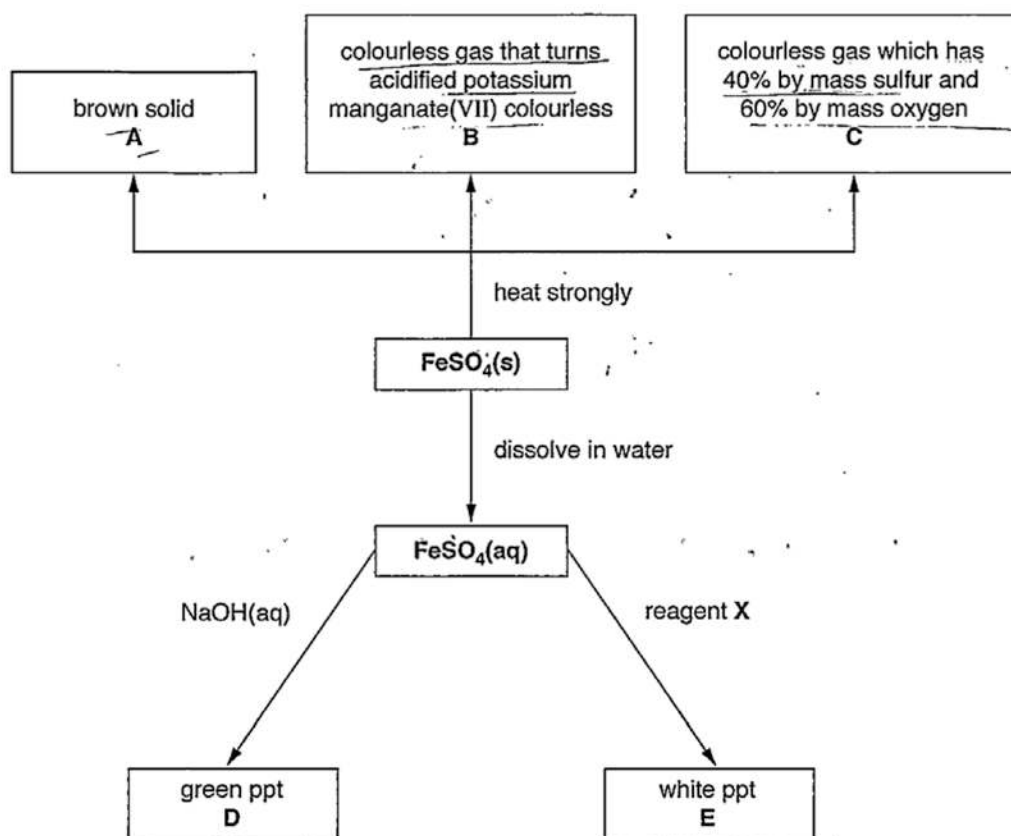 brown solid
A
colourless gas that turns
acidified potassium
manganate(VII) colourless
B
colourless gas which has
40% by mass sulfur and
60% by mass oxygen
C
heat strongly
FeSO₄(s)
dissolve in water
FeSO₄(aq)
NaOH(aq)
reagent X
green ppt
D
white ppt
E